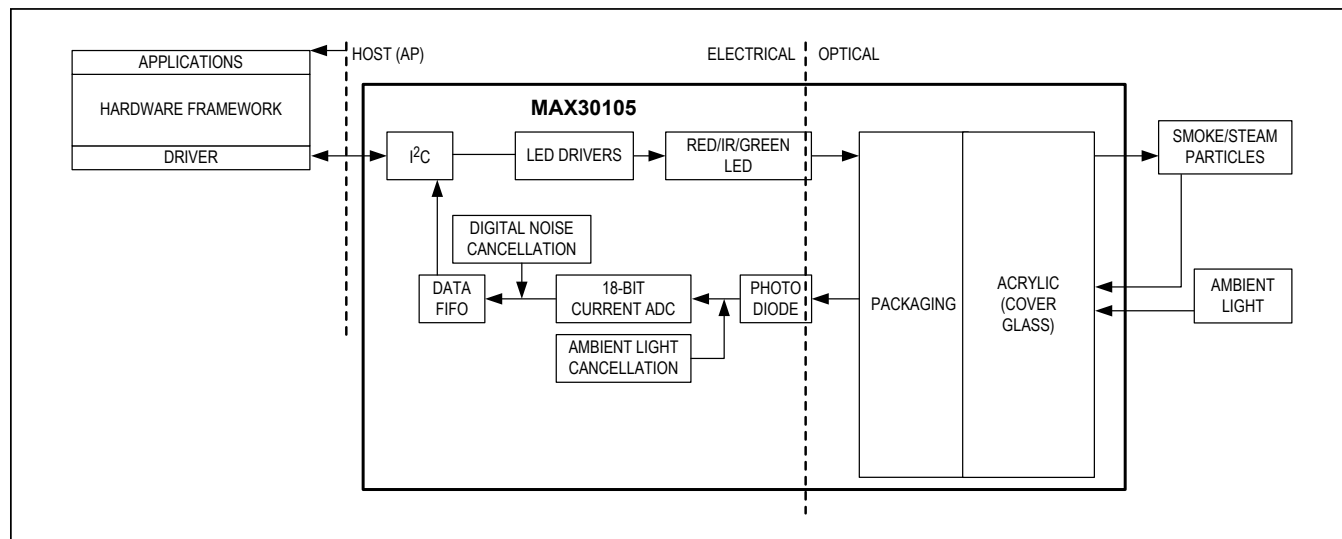 APPLICATIONS
HARDWARE FRAMEWORK
DRIVER
HOST (AP)
ELECTRICAL
OPTICAL
MAX30105
I²C
LED DRIVERS
RED/IR/GREEN
LED
SMOKE/STEAM
PARTICLES
DIGITAL NOISE
CANCELLATION
DATA
FIFO
18-BIT
CURRENT ADC
PHOTO
DIODE
AMBIENT LIGHT
CANCELLATION
PACKAGING
ACRYLIC
(COVER
GLASS)
AMBIENT
LIGHT